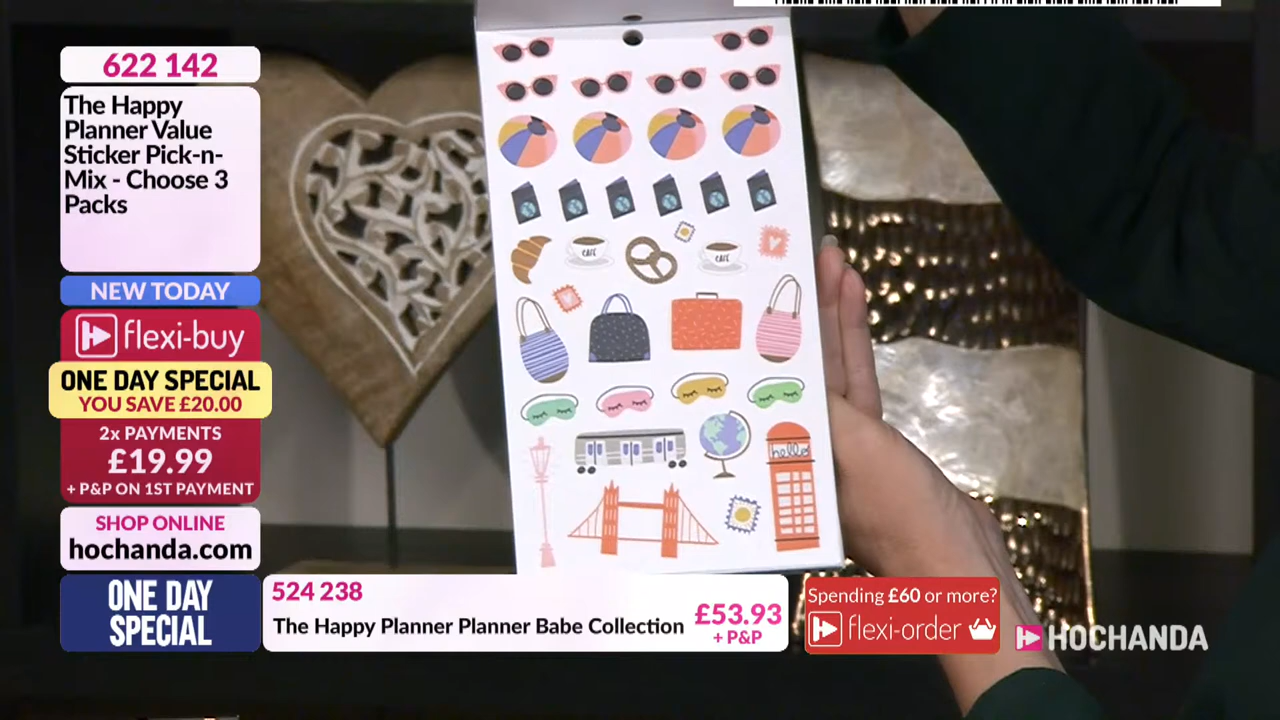 622 142
The Happy
Planner Value
Sticker Pick-n-
Mix - Choose 3
Packs
NEW TODAY
flexi-buy
ONE DAY SPECIAL
YOU SAVE £20.00
2x PAYMENTS
£19.99
+ P&P ON 1ST PAYMENT
SHOP ONLINE
hochanda.com
ONE DAY
SPECIAL
524 238
The Happy Planner Planner Babe Collection
£53.93
+ P&P
Spending £60 or more?
flexi-order
HOCHANDA
CAFÉ
CAFÉ
hello